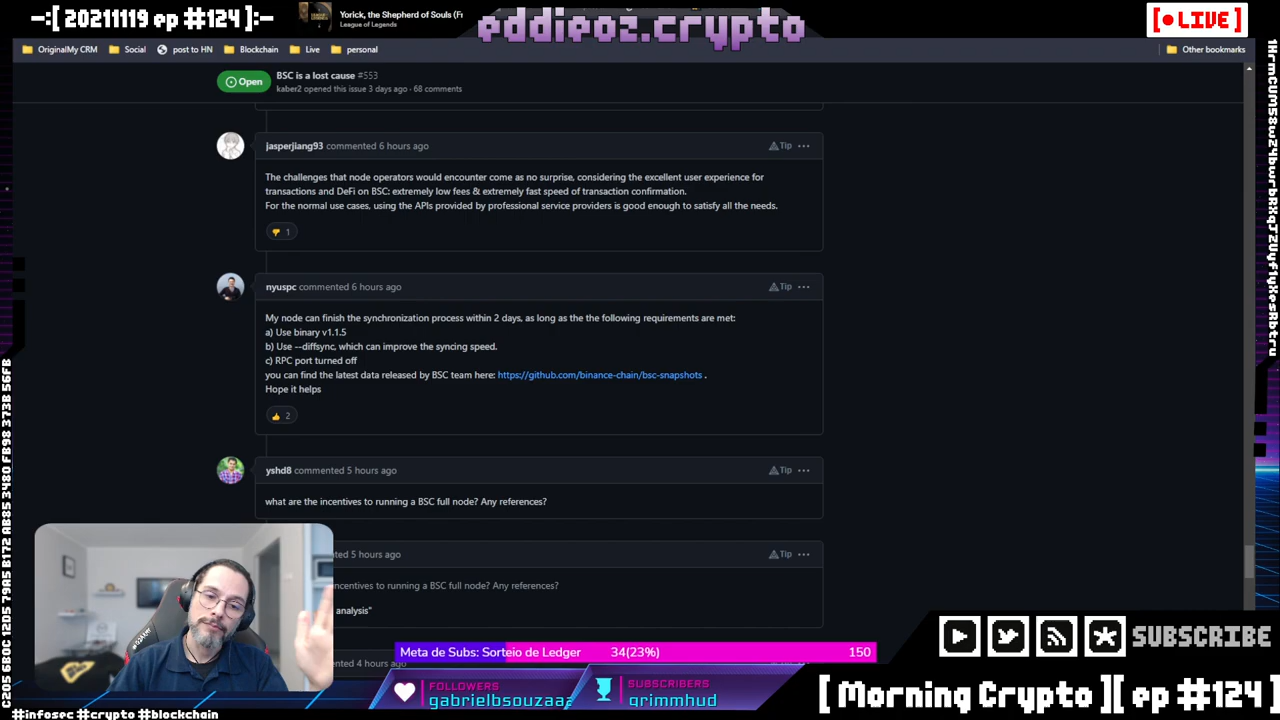 -:[ 20211119 ep #124 ]:-
Yorick, the Shepherd of Souls (Fr
League of Legends
eddieoz.crypto
[ • LIVE ]
OriginalMy CRM
Social
post to HN
Blockchain
Live
personal
Other bookmarks
Open
BSC is a lost cause #553
kaber2 opened this issue 3 days ago · 68 comments
jasperjiang93 commented 6 hours ago
Tip ···
The challenges that node operators would encounter come as no surprise, considering the excellent user experience for
transactions and DeFi on BSC: extremely low fees & extremely fast speed of transaction confirmation.
For the normal use cases, using the APIs provided by professional service providers is good enough to satisfy all the needs.
1
nyuspc commented 6 hours ago
Tip ···
My node can finish the synchronization process within 2 days, as long as the the following requirements are met:
a) Use binary v1.1.5
b) Use --diffsync, which can improve the syncing speed.
c) RPC port turned off
you can find the latest data released by BSC team here: https://github.com/binance-chain/bsc-snapshots .
Hope it helps
2
yshd8 commented 5 hours ago
Tip ···
what are the incentives to running a BSC full node? Any references?
ented 5 hours ago
Tip ···
ncentives to running a BSC full node? Any references?
analysis"
ented 4 hours ago
Meta de Subs: Sorteio de Ledger
34(23%)
150
FOLLOWERS
gabrielbsouzaaa
SUBSCRIBERS
grimmhud
SUBSCRIBE
[ Morning Crypto ][ ep #124 ]
#infosec #crypto #blockchain